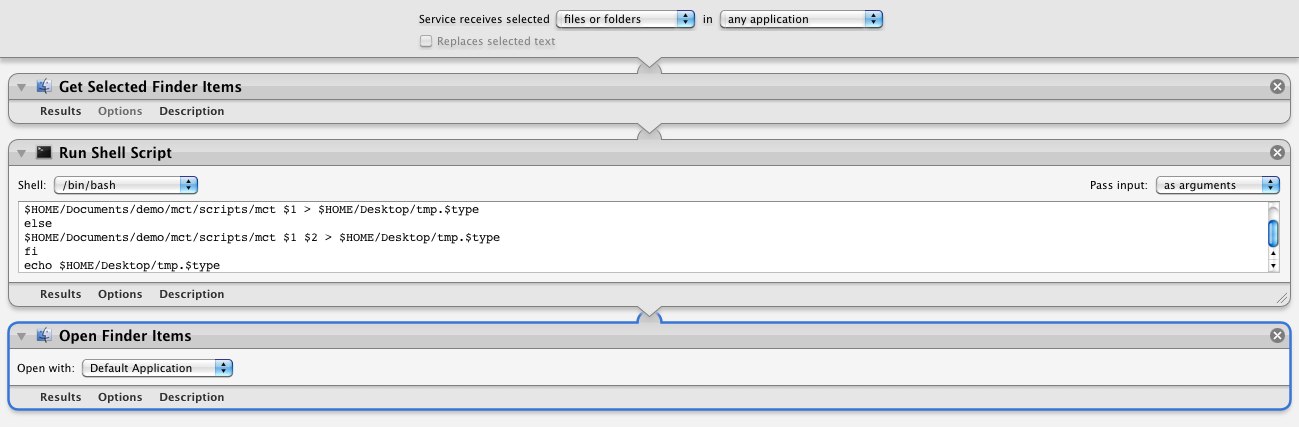 Service receives selected files or folders in any application
Replaces selected text
Get Selected Finder Items
Results Options Description
Run Shell Script
Shell: /bin/bash Pass input: as arguments
$HOME/Documents/demo/mct/scripts/mct $1 > $HOME/Desktop/tmp.$type
else
$HOME/Documents/demo/mct/scripts/mct $1 $2 > $HOME/Desktop/tmp.$type
fi
echo $HOME/Desktop/tmp.$type
Results Options Description
Open Finder Items
Open with: Default Application
Results Options Description